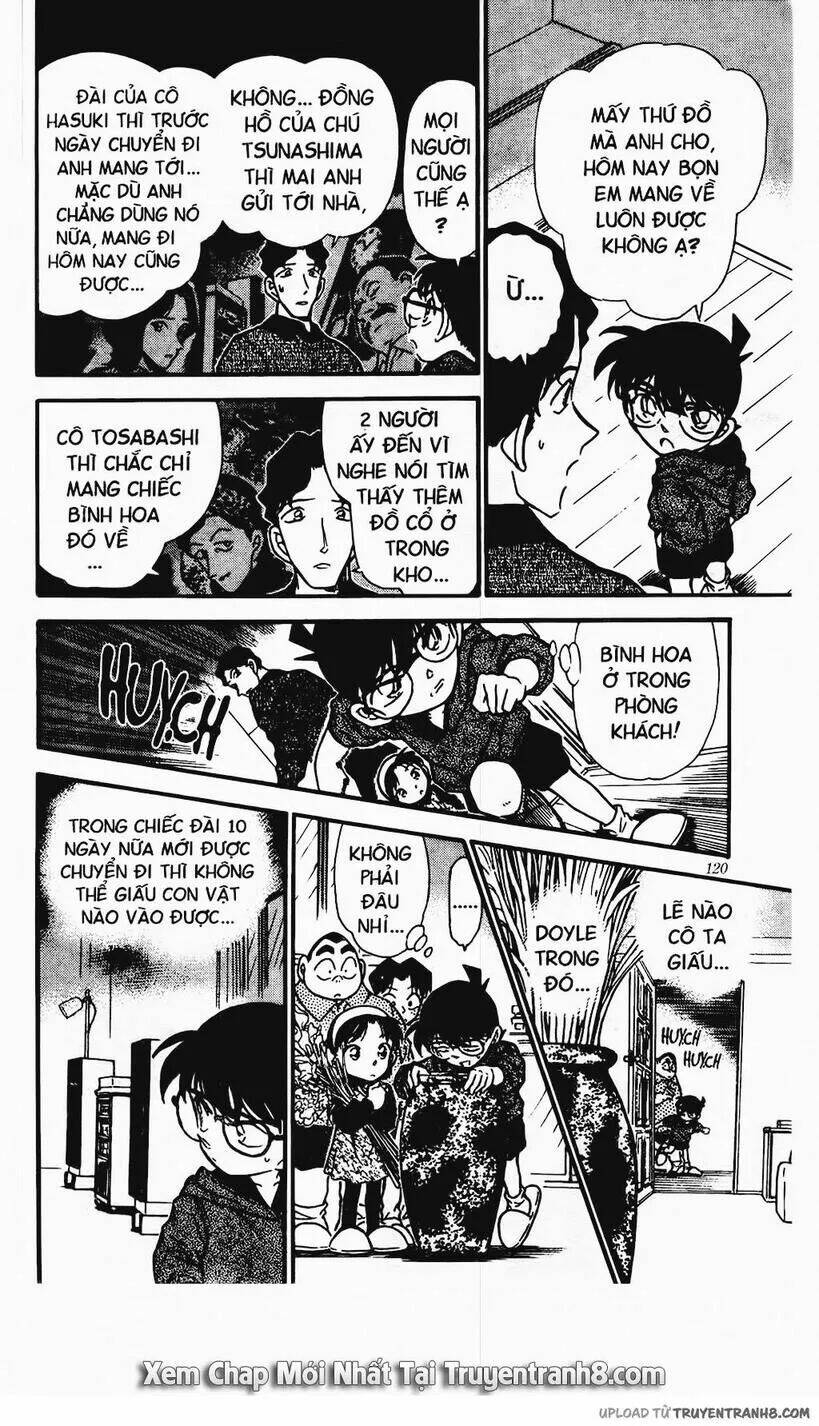 MẤY THỨ ĐỒ
MÀ ANH CHO,
HÔM NAY BỌN
EM MANG VỀ
LUÔN ĐƯỢC
KHÔNG Ạ?
Ừ...
MỌI
NGƯỜI
CŨNG
THẾ Ạ
?
KHÔNG... ĐỒNG
HỒ CỦA CHÚ
TSUNASHIMA
THÌ MAI ANH
GỬI TỚI NHÀ,
ĐÀI CỦA CÔ
HASUKI THÌ TRƯỚC
NGÀY CHUYỂN ĐI
ANH MANG TỚI...
MẶC DÙ ANH
CHẲNG DÙNG NÓ
NỮA, MANG ĐI
HÔM NAY CŨNG
ĐƯỢC...
2 NGƯỜI
ẤY ĐẾN VÌ
NGHE NÓI TÌM
THẤY THÊM
ĐỒ CỔ Ở
TRONG
KHO...
CÔ TOSABASHI
THÌ CHẮC CHỈ
MANG CHIẾC
BÌNH HOA
ĐÓ VỀ
...
BÌNH HOA
Ở TRONG
PHÒNG
KHÁCH!
HUỴCH
120
LẼ NÀO
CÔ TA
GIẤU...
HUỴCH
HUỴCH
DOYLE
TRONG
ĐÓ...
.....
KHÔNG
PHẢI
ĐÂU
NHỈ...
TRONG CHIẾC ĐÀI 10
NGÀY NỮA MỚI ĐƯỢC
CHUYỂN ĐI THÌ KHÔNG
THỂ GIẤU CON VẬT
NÀO VÀO ĐƯỢC...
Xem Chap Mới Nhất Tại Truyentranh8.com
UPLOAD TỪ TRUYENTRANH8.COM